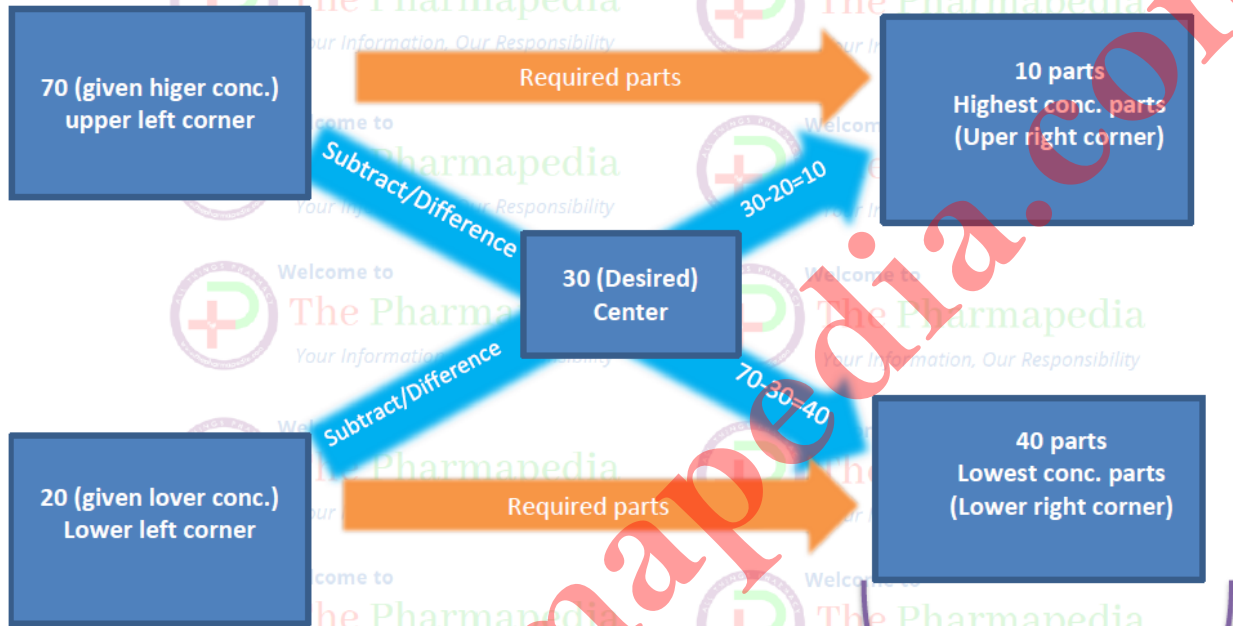 70 (given higer conc.)
upper left corner
Required parts
10 parts
Highest conc. parts
(Uper right corner)
Subtract/Difference
30-20=10
30 (Desired)
Center
Subtract/Difference
70-30=40
20 (given lover conc.)
Lower left corner
Required parts
40 parts
Lowest conc. parts
(Lower right corner)
Welcome to
The Pharmapedia
Your Information, Our Responsibility
mapedia.com